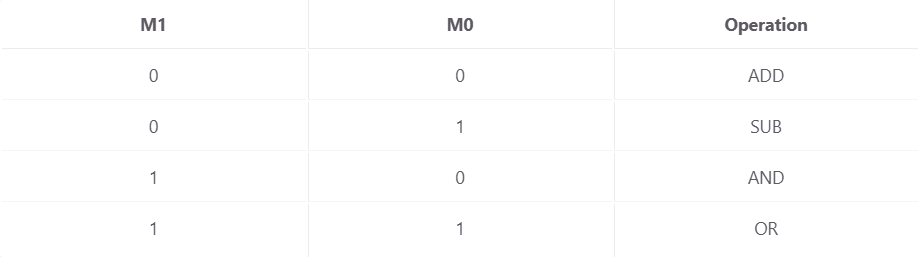 M1 M0 Operation
0 0 ADD
0 1 SUB
1 0 AND
1 1 OR